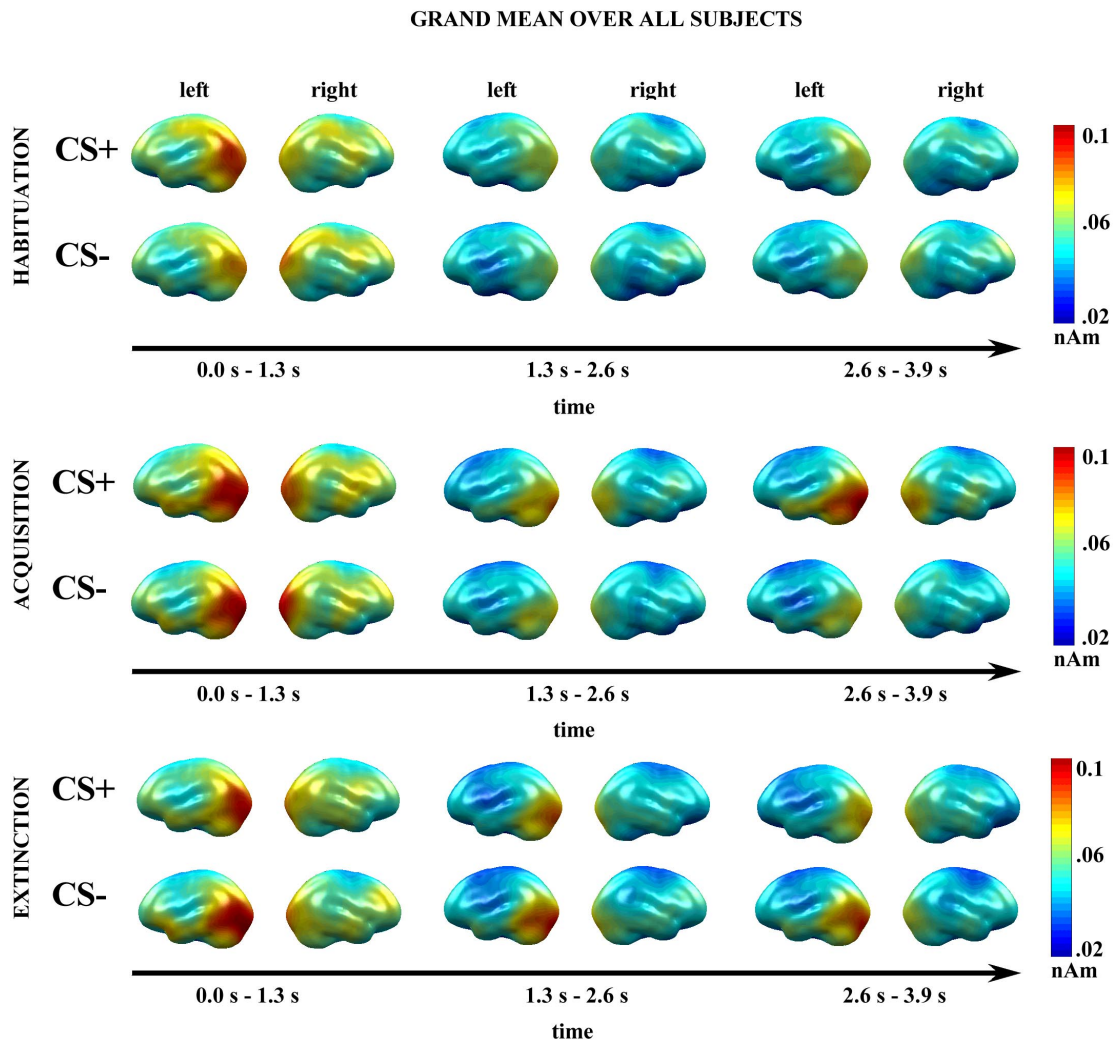 GRAND MEAN OVER ALL SUBJECTS
left right left right left right
HABITUATION
CS+
CS-
0.1
.06
.02
nAm
0.0 s - 1.3 s 1.3 s - 2.6 s 2.6 s - 3.9 s
time
ACQUISITION
CS+
CS-
0.1
.06
.02
nAm
0.0 s - 1.3 s 1.3 s - 2.6 s 2.6 s - 3.9 s
time
EXTINCTION
CS+
CS-
0.1
.06
.02
nAm
0.0 s - 1.3 s 1.3 s - 2.6 s 2.6 s - 3.9 s
time